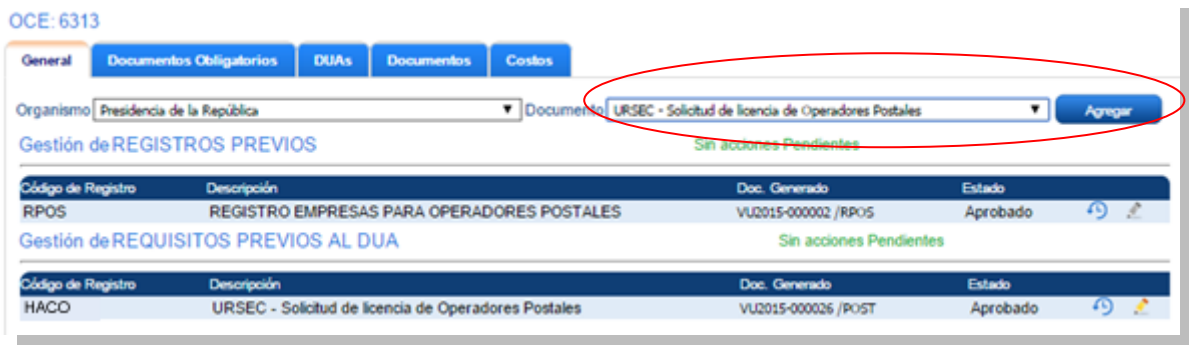 OCE: 6313
General Documentos Obligatorios DUAs Documentos Costos
Organismo Presidencia de la República Documento URSEC - Solicitud de licencia de Operadores Postales Agregar
Gestión de REGISTROS PREVIOS Sin acciones Pendientes
Código de Registro Descripción Doc. Generado Estado
RPOS REGISTRO EMPRESAS PARA OPERADORES POSTALES VU2015-000002 /RPOS Aprobado
Gestión de REQUISITOS PREVIOS AL DUA Sin acciones Pendientes
Código de Registro Descripción Doc. Generado Estado
HACO URSEC - Solicitud de licencia de Operadores Postales VU2015-000026 /POST Aprobado